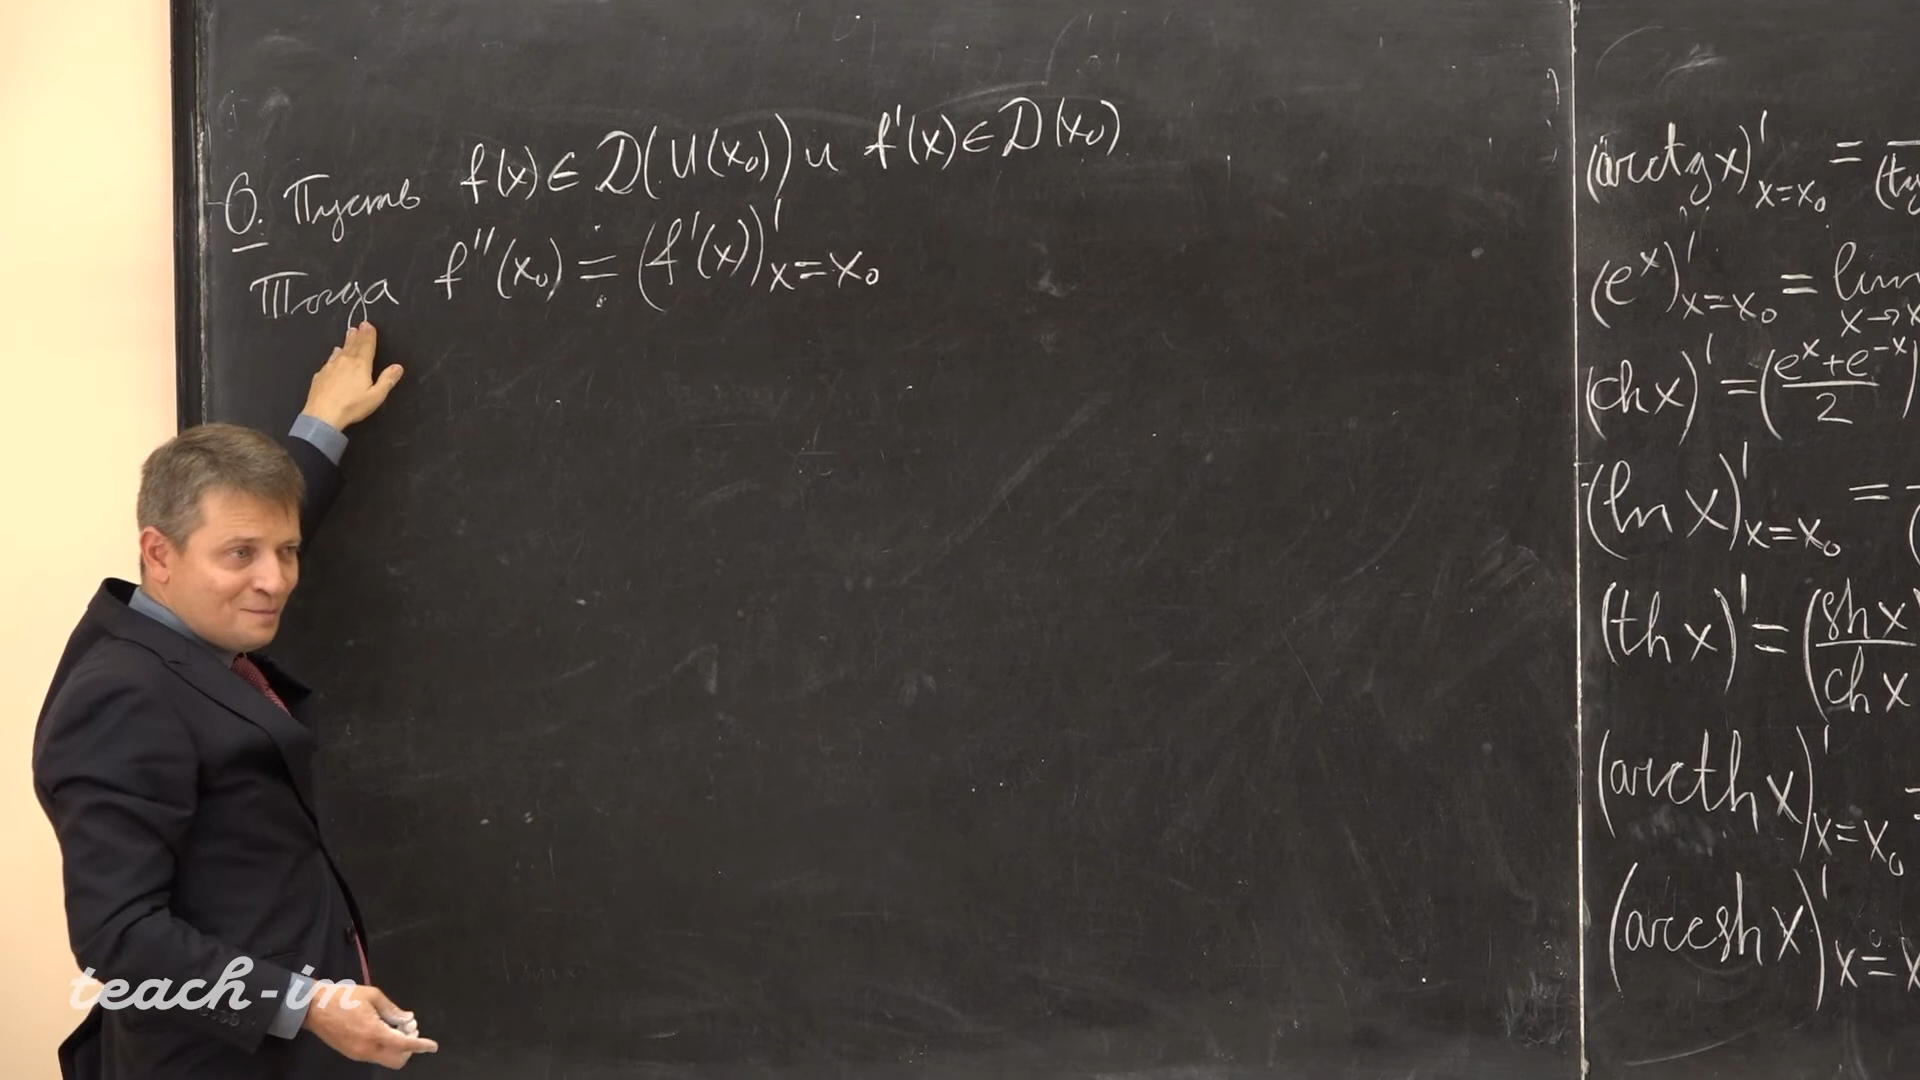 О. Пусть f(x) ∈ D(U(x₀)) и f'(x) ∈ D(x₀)
Тогда f''(x₀) ≔ (f'(x))'ₓ₌ₓ₀
(arctg x)'ₓ₌ₓ₀ =
(eˣ)'ₓ₌ₓ₀ = lim
x→x
(ch x)' = (eˣ+e⁻ˣ / 2)
(ln x)'ₓ₌ₓ₀ =
(th x)' = (sh x / ch x
(arcth x)'ₓ₌ₓ₀
(arcsh x)'ₓ₌ₓ
teach-in